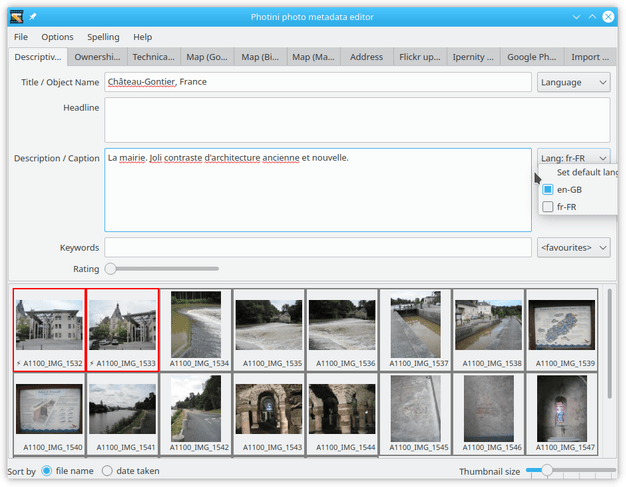 Photini photo metadata editor
File Options Spelling Help
Descriptiv... Ownershi... Technica... Map (Go... Map (Bi... Map (Ma... Address Flickr up... Ipernity ... Google Ph... Import ...
Title / Object Name Château-Gontier, France Language
Headline
Description / Caption La mairie. Joli contraste d'architecture ancienne et nouvelle. Lang: fr-FR
Set default lang
en-GB
fr-FR
Keywords <favourites>
Rating
⚡ A1100_IMG_1532 ⚡ A1100_IMG_1533 A1100_IMG_1534 A1100_IMG_1535 A1100_IMG_1536 A1100_IMG_1537 A1100_IMG_1538 A1100_IMG_1539
A1100_IMG_1540 A1100_IMG_1541 A1100_IMG_1542 A1100_IMG_1543 A1100_IMG_1544 A1100_IMG_1545 A1100_IMG_1546 A1100_IMG_1547
Sort by file name date taken Thumbnail size